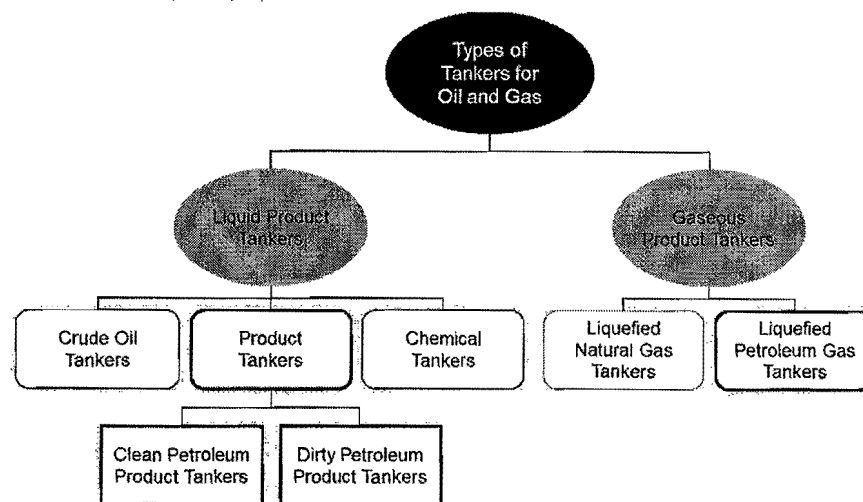 Types of
Tankers for
Oil and Gas
Liquid Product
Tankers
Gaseous
Product Tankers
Crude Oil
Tankers
Product
Tankers
Chemical
Tankers
Liquefied
Natural Gas
Tankers
Liquefied
Petroleum Gas
Tankers
Clean Petroleum
Product Tankers
Dirty Petroleum
Product Tankers